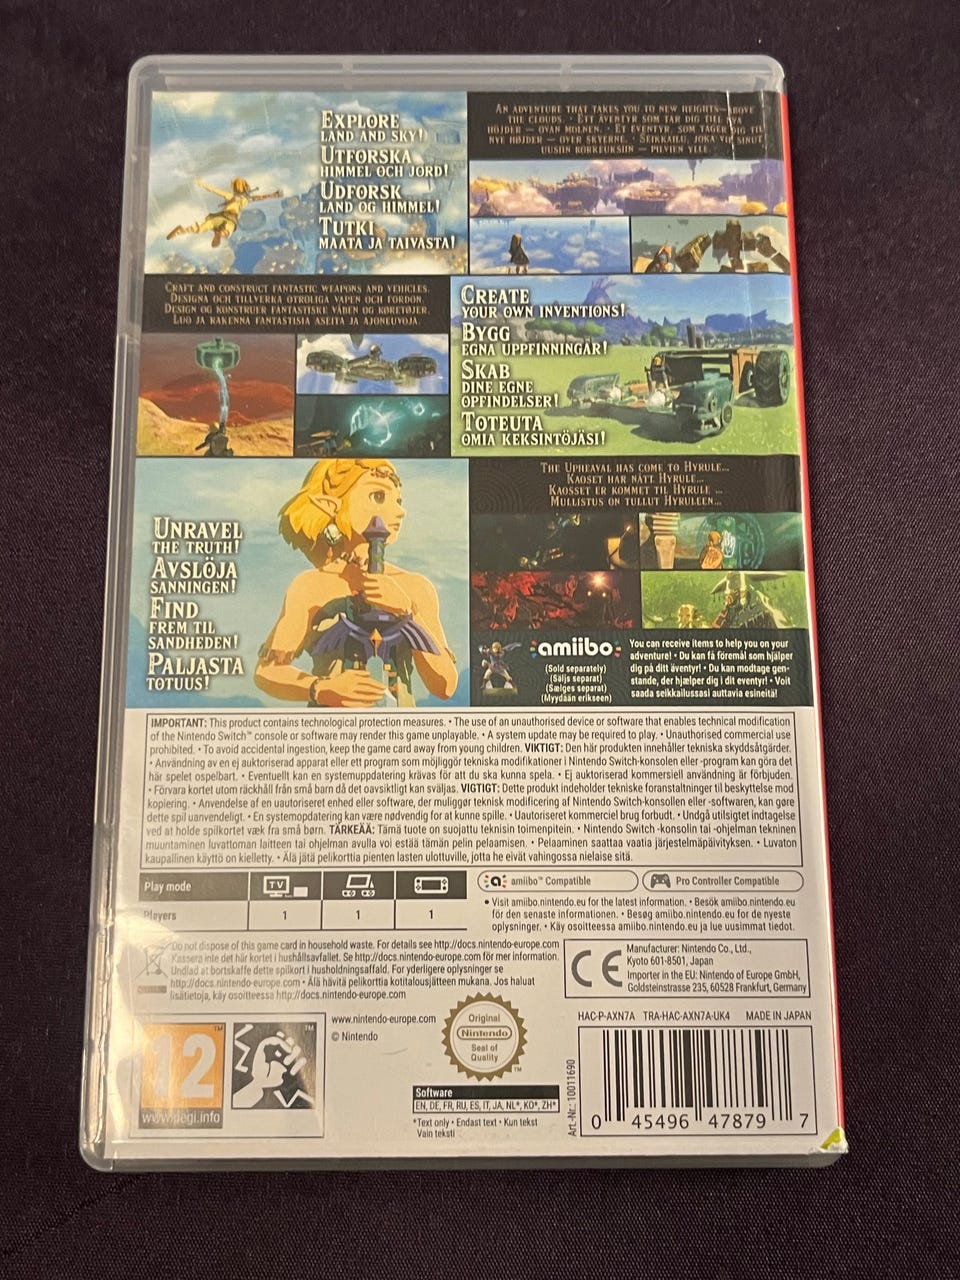 EXPLORE
LAND AND SKY!
UTFORSKA
HIMMEL OCH JORD!
UDFORSK
LAND OG HIMMEL!
TUTKI
MAATA JA TAIVASTA!
AN ADVENTURE THAT TAKES YOU TO NEW HEIGHTS—ABOVE
THE CLOUDS. • ETT ÄVENTYR SOM TAR DIG TILL NYA
HÖJDER – OVAN MOLNEN. • ET EVENTYR, SOM TAGER DIG TIL
NYE HØJDER – OVER SKYERNE. • SEIKKAILU, JOKA VIE SINUT
UUSIIN KORKEUKSIIN – PILVIEN YLLE.
CRAFT AND CONSTRUCT FANTASTIC WEAPONS AND VEHICLES.
DESIGNA OCH TILLVERKA OTROLIGA VAPEN OCH FORDON.
DESIGN OG KONSTRUER FANTASTISKE VÅBEN OG KØRETØJER.
LUO JA RAKENNA FANTASTISIA ASEITA JA AJONEUVOJA.
CREATE
YOUR OWN INVENTIONS!
BYGG
EGNA UPPFINNINGAR!
SKAB
DINE EGNE
OPFINDELSER!
TOTEUTA
OMIA KEKSINTÖJÄSI!
UNRAVEL
THE TRUTH!
AVSLÖJA
SANNINGEN!
FIND
FREM TIL
SANDHEDEN!
PALJASTA
TOTUUS!
THE UPHEAVAL HAS COME TO HYRULE...
KAOSET HAR NÅTT HYRULE...
KAOSSET ER KOMMET TIL HYRULE ...
MULLISTUS ON TULLUT HYRULEEN...
amiibo
(Sold separately)
(Säljs separat)
(Sælges separat)
(Myydään erikseen)
You can receive items to help you on your
adventure! • Du kan få föremål som hjälper
dig på ditt äventyr! • Du kan modtage gen-
stande, der hjælper dig i dit eventyr! • Voit
saada seikkailussasi auttavia esineitä!
IMPORTANT: This product contains technological protection measures. • The use of an unauthorised device or software that enables technical modification
of the Nintendo Switch™ console or software may render this game unplayable. • A system update may be required to play. • Unauthorised commercial use
prohibited. • To avoid accidental ingestion, keep the game card away from young children. VIKTIGT: Den här produkten innehåller tekniska skyddsåtgärder.
• Användning av en ej auktoriserad apparat eller ett program som möjliggör tekniska modifikationer i Nintendo Switch-konsolen eller -program kan göra det
här spelet ospelbart. • Eventuellt kan en systemuppdatering krävas för att du ska kunna spela. • Ej auktoriserad kommersiell användning är förbjuden.
• Förvara kortet utom räckhåll från små barn då det oavsiktligt kan sväljas. VIGTIGT: Dette produkt indeholder tekniske foranstaltninger til beskyttelse mod
kopiering. • Anvendelse af en uautoriseret enhed eller software, der muliggør teknisk modificering af Nintendo Switch-konsollen eller -softwaren, kan gøre
dette spil uanvendeligt. • En systemopdatering kan være nødvendig for at kunne spille. • Uautoriseret kommerciel brug forbudt. • Undgå utilsigtet indtagelse
ved at holde spilkortet væk fra små børn. TÄRKEÄÄ: Tämä tuote on suojattu teknisin toimenpitein. • Nintendo Switch -konsolin tai -ohjelman tekninen
muuntaminen luvattoman laitteen tai ohjelman avulla voi estää tämän pelin pelaamisen. • Pelaaminen saattaa vaatia järjestelmäpäivityksen. • Luvaton
kaupallinen käyttö on kielletty. • Älä jätä pelikorttia pienten lasten ulottuville, jotta he eivät vahingossa nielaise sitä.
Play mode
TV
Players 1 1 1
amiibo™ Compatible
Pro Controller Compatible
• Visit amiibo.nintendo.eu for the latest information. • Besök amiibo.nintendo.eu
för den senaste informationen. • Besøg amiibo.nintendo.eu for de nyeste
oplysninger. • Käy osoitteessa amiibo.nintendo.eu ja lue uusimmat tiedot.
Do not dispose of this game card in household waste. For details see http://docs.nintendo-europe.com
Kassera inte det här kortet i hushållsavfallet. Se http://docs.nintendo-europe.com för mer information.
Undlad at bortskaffe dette spilkort i husholdningsaffald. For yderligere oplysninger se
http://docs.nintendo-europe.com • Älä hävitä pelikorttia kotitalousjätteen mukana. Jos haluat
lisätietoja, käy osoitteessa http://docs.nintendo-europe.com
CE
Manufacturer: Nintendo Co., Ltd.,
Kyoto 601-8501, Japan
Importer in the EU: Nintendo of Europe GmbH,
Goldsteinstrasse 235, 60528 Frankfurt, Germany
HAC-P-AXN7A TRA-HAC-AXN7A-UK4 MADE IN JAPAN
12
™
www.pegi.info
™
www.nintendo-europe.com
© Nintendo
Original
Nintendo
Seal of
Quality
™
Software
EN, DE, FR, RU, ES, IT, JA, NL*, KO*, ZH*
*Text only • Endast text • Kun tekst
Vain teksti
Art.-Nr.: 10011690
0 45496 47879 7